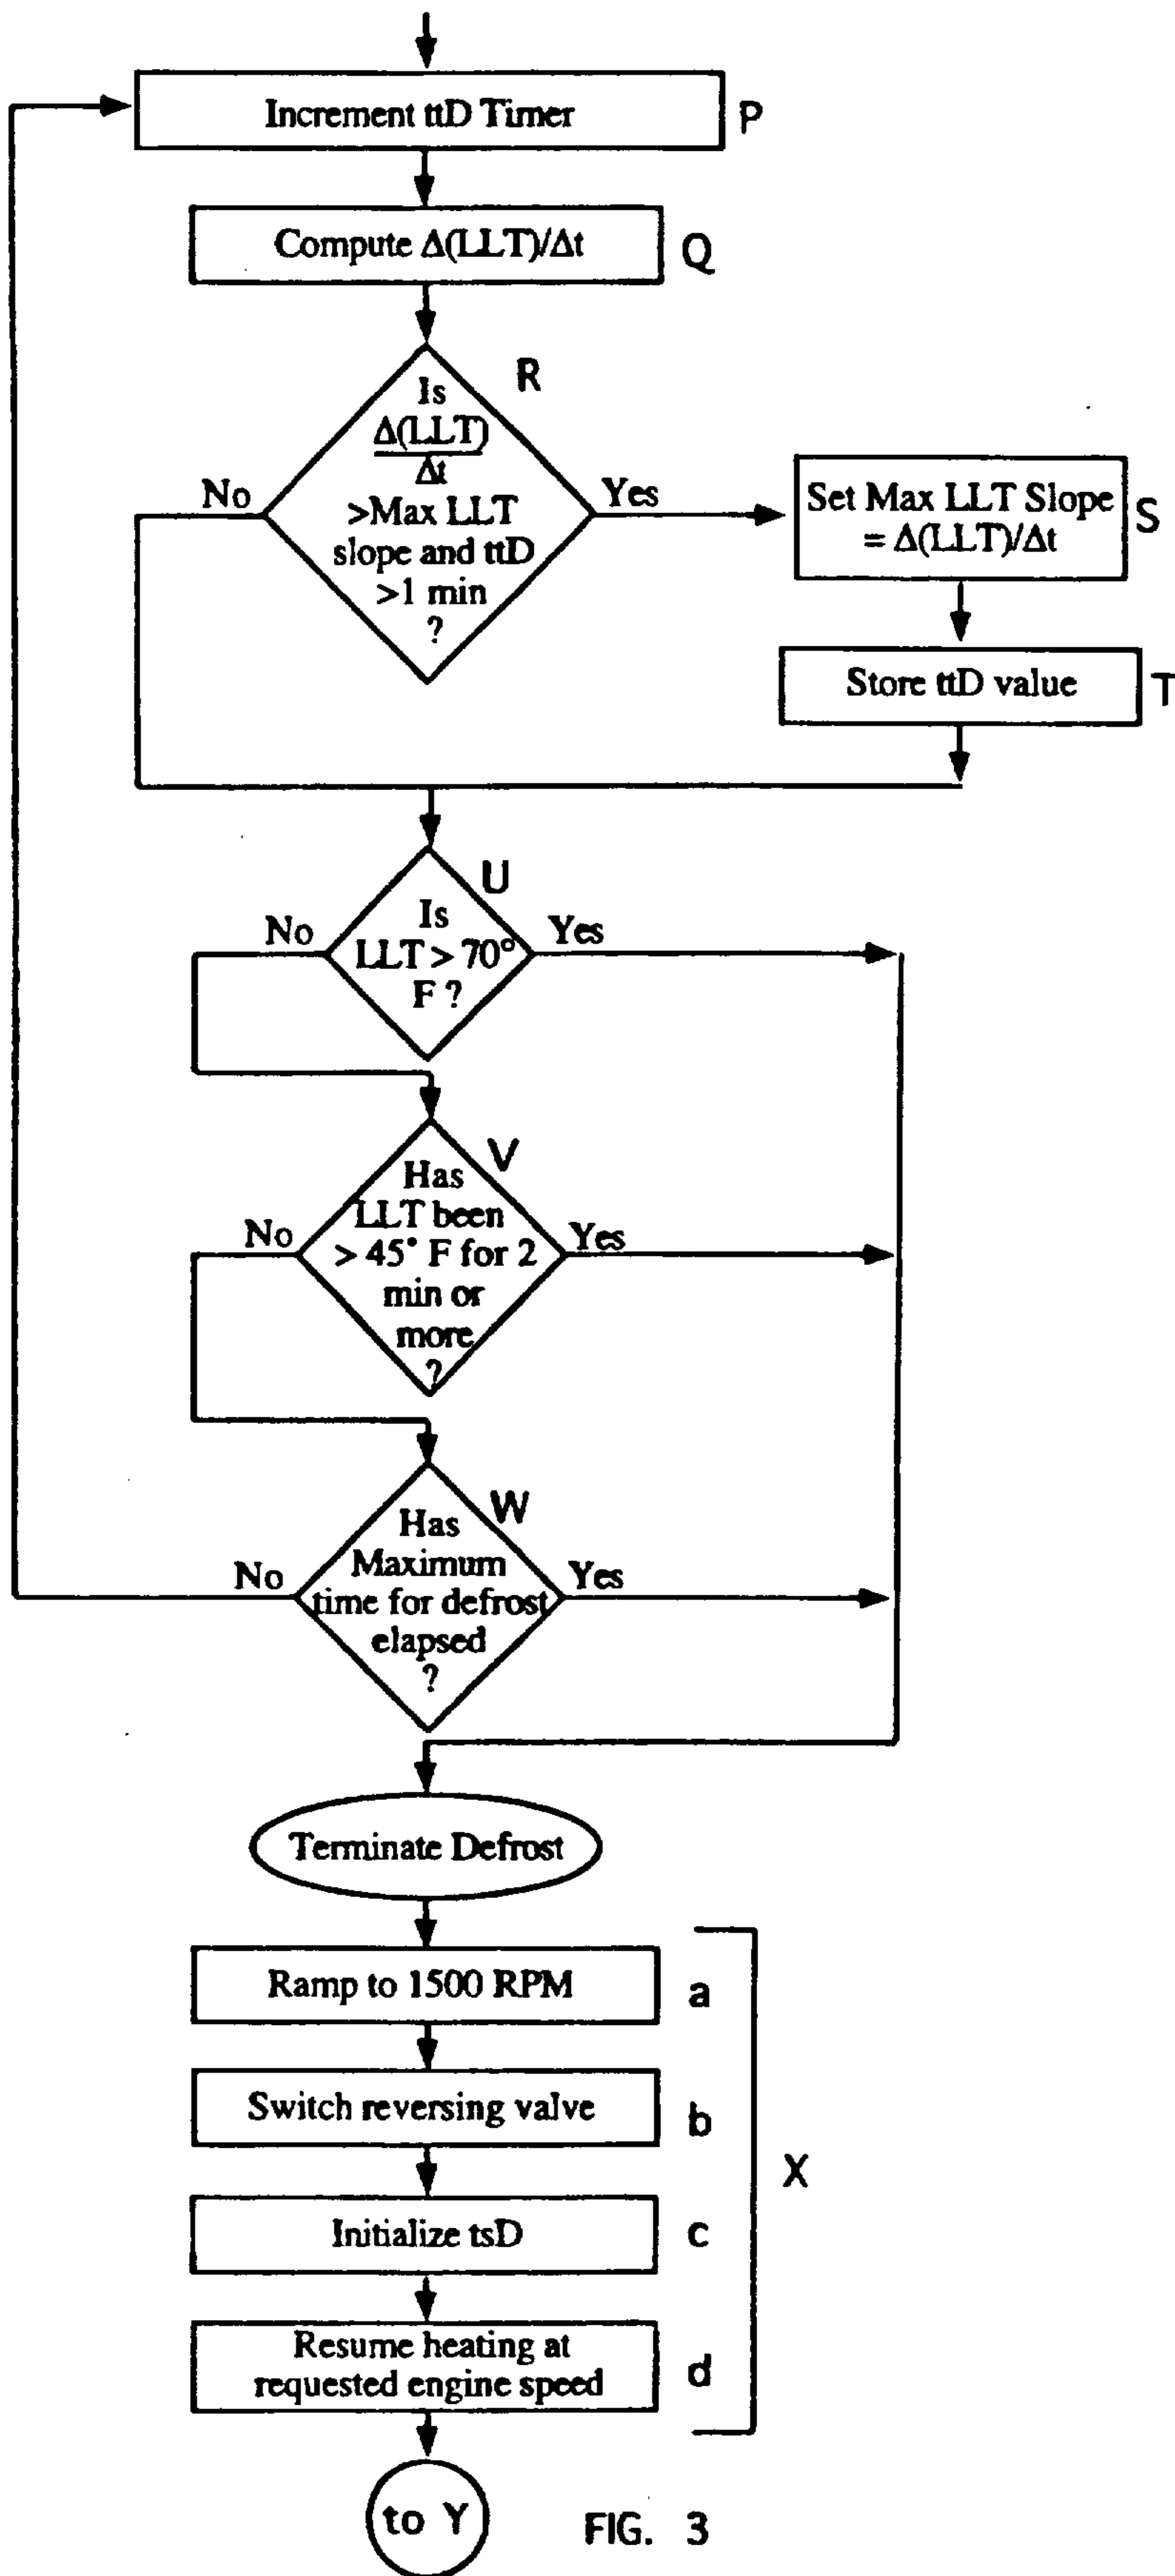 Increment ttD Timer
P
Compute Δ(LLT)/Δt
Q
R
Is
Δ(LLT)
Δt
>Max LLT
slope and ttD
>1 min
?
No
Yes
Set Max LLT Slope
= Δ(LLT)/Δt
S
Store ttD value
T
U
Is
LLT > 70°
F ?
No
Yes
V
Has
LLT been
> 45° F for 2
min or
more
?
No
Yes
W
Has
Maximum
time for defrost
elapsed
?
No
Yes
Terminate Defrost
Ramp to 1500 RPM
a
Switch reversing valve
b
X
Initialize tsD
c
Resume heating at
requested engine speed
d
to Y
FIG. 3